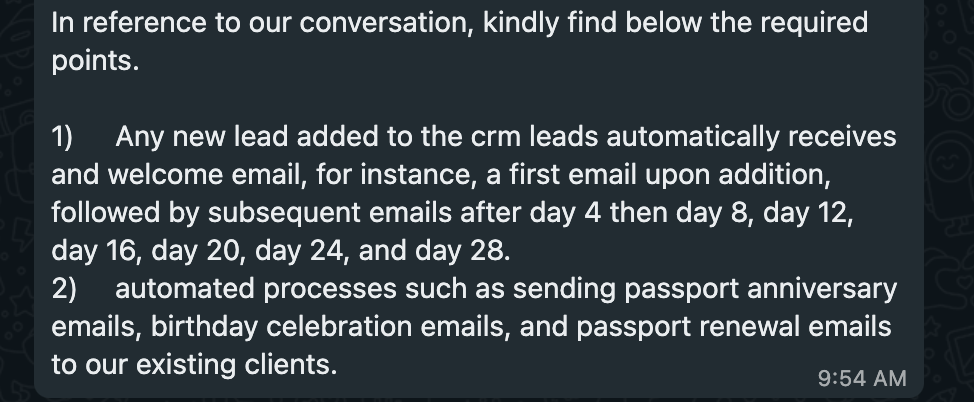 In reference to our conversation, kindly find below the required
points.
1) Any new lead added to the crm leads automatically receives
and welcome email, for instance, a first email upon addition,
followed by subsequent emails after day 4 then day 8, day 12,
day 16, day 20, day 24, and day 28.
2) automated processes such as sending passport anniversary
emails, birthday celebration emails, and passport renewal emails
to our existing clients.
9:54 AM